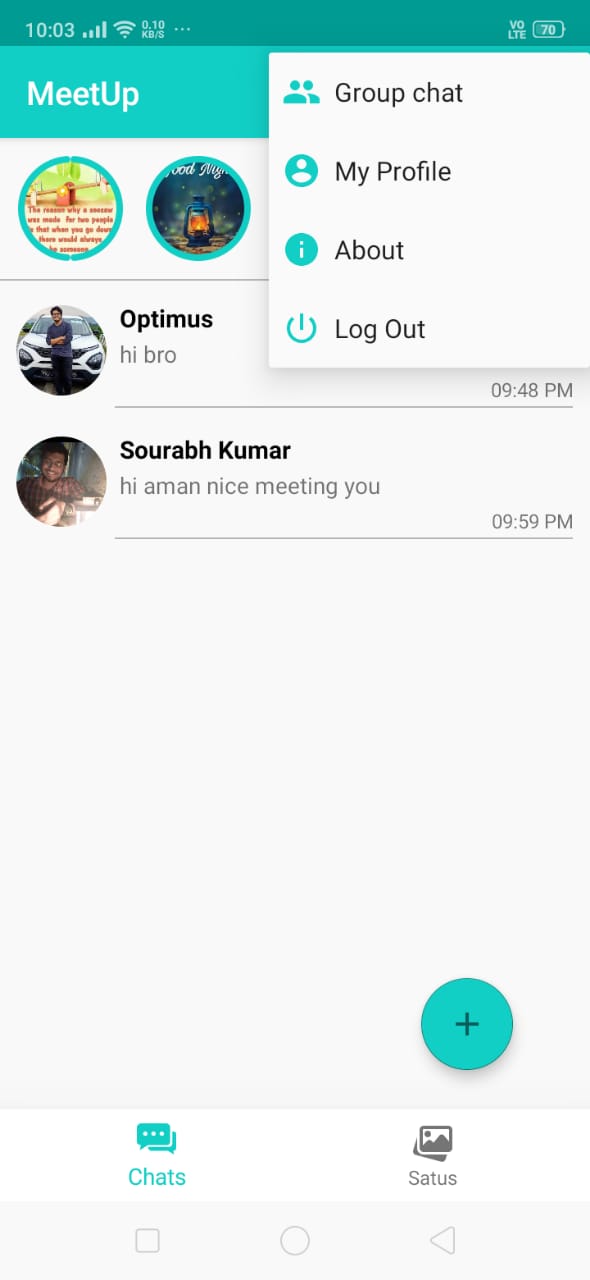 10:03
0.10
KB/S
VO
LTE
70
MeetUp
Group chat
My Profile
About
Log Out
The reason why a seesaw
was made for two people
is that when you go down
there would always
be someone
Good Nigh
Optimus
hi bro
09:48 PM
Sourabh Kumar
hi aman nice meeting you
09:59 PM
Chats
Satus